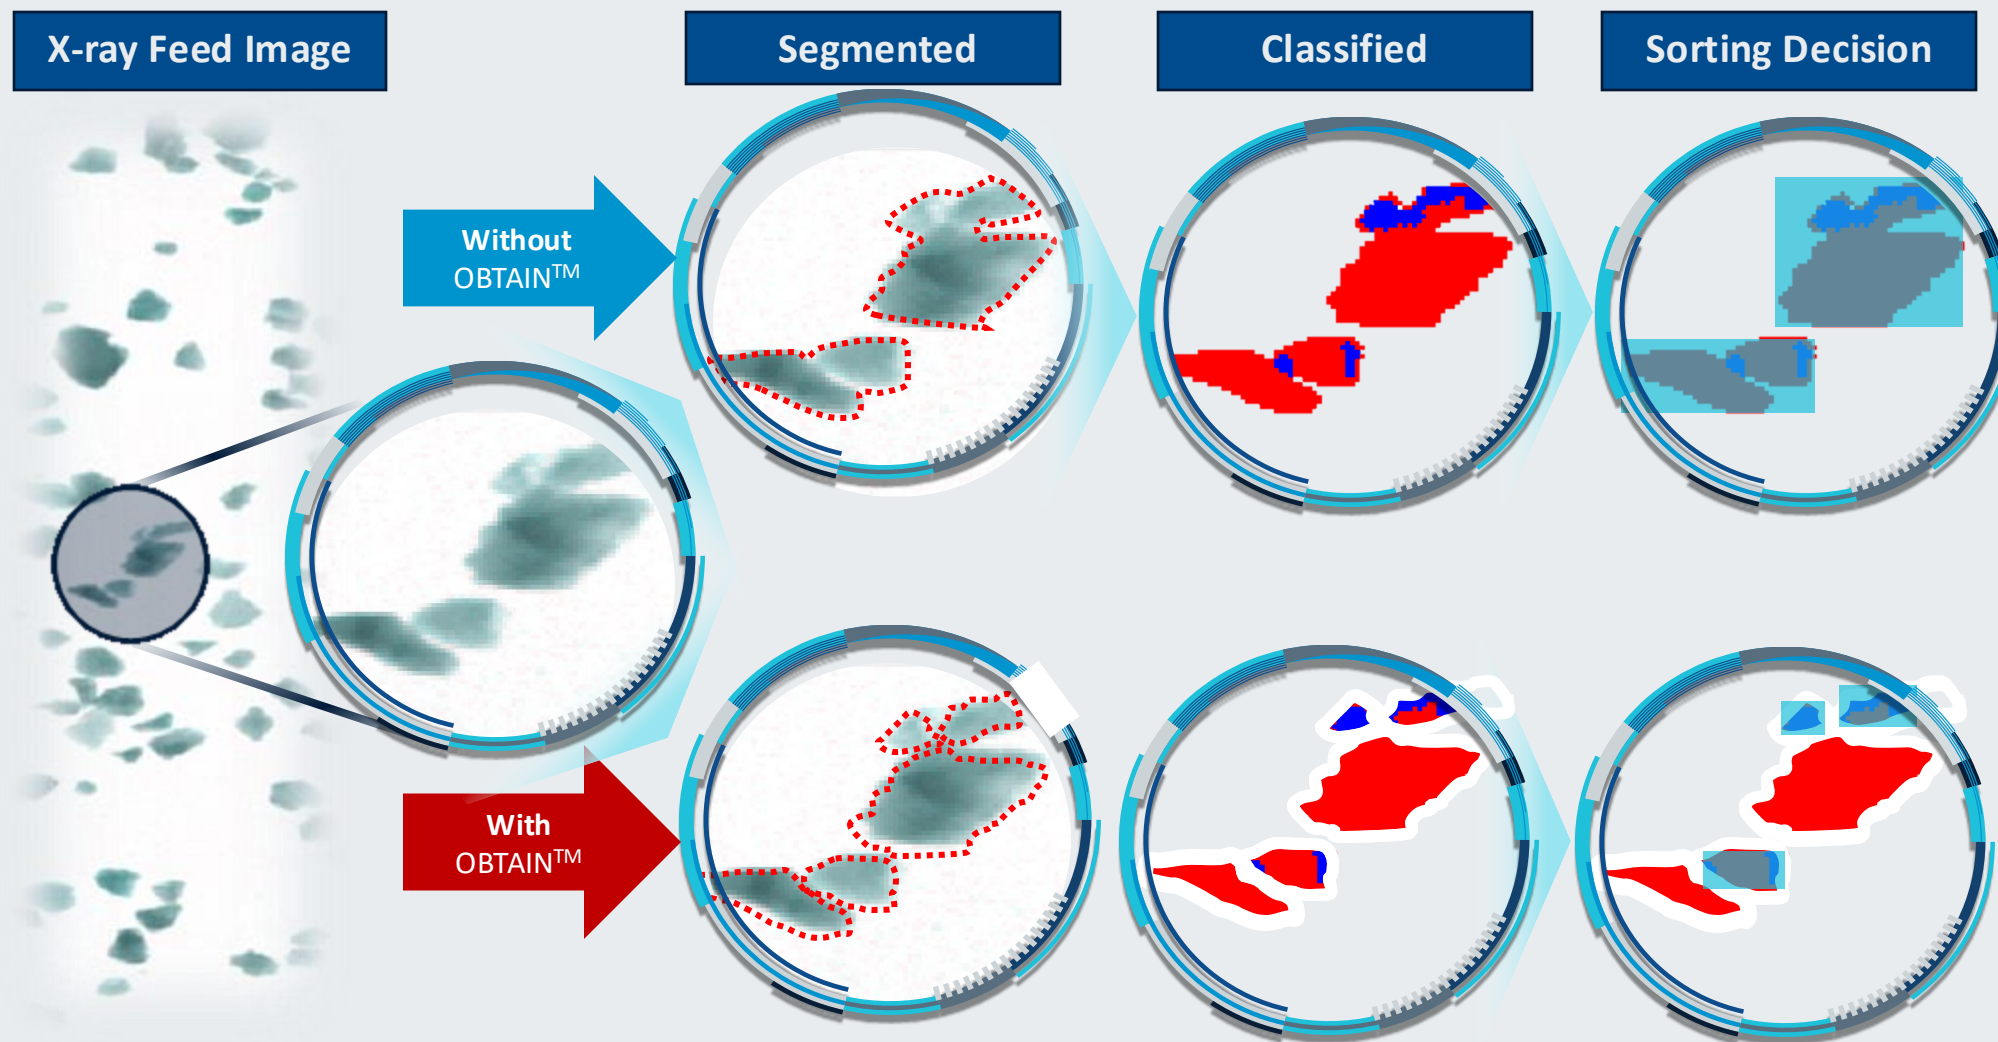 X-ray Feed Image
Segmented
Classified
Sorting Decision
Without
OBTAIN™
With
OBTAIN™